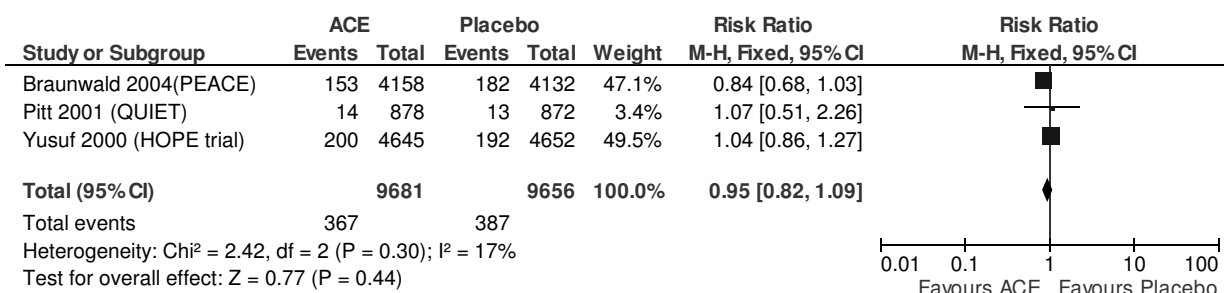 ACE Placebo Risk Ratio Risk Ratio
Study or Subgroup Events Total Events Total Weight M-H, Fixed, 95% CI M-H, Fixed, 95% CI
Braunwald 2004(PEACE) 153 4158 182 4132 47.1% 0.84 [0.68, 1.03]
Pitt 2001 (QUIET) 14 878 13 872 3.4% 1.07 [0.51, 2.26]
Yusuf 2000 (HOPE trial) 200 4645 192 4652 49.5% 1.04 [0.86, 1.27]
Total (95% CI) 9681 9656 100.0% 0.95 [0.82, 1.09]
Total events 367 387
Heterogeneity: Chi² = 2.42, df = 2 (P = 0.30); I² = 17%
Test for overall effect: Z = 0.77 (P = 0.44)
0.01 0.1 1 10 100
Favours ACE Favours Placebo